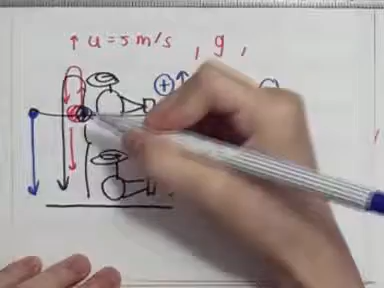 ↑ u = 5 m/s , g ,
+ ↑